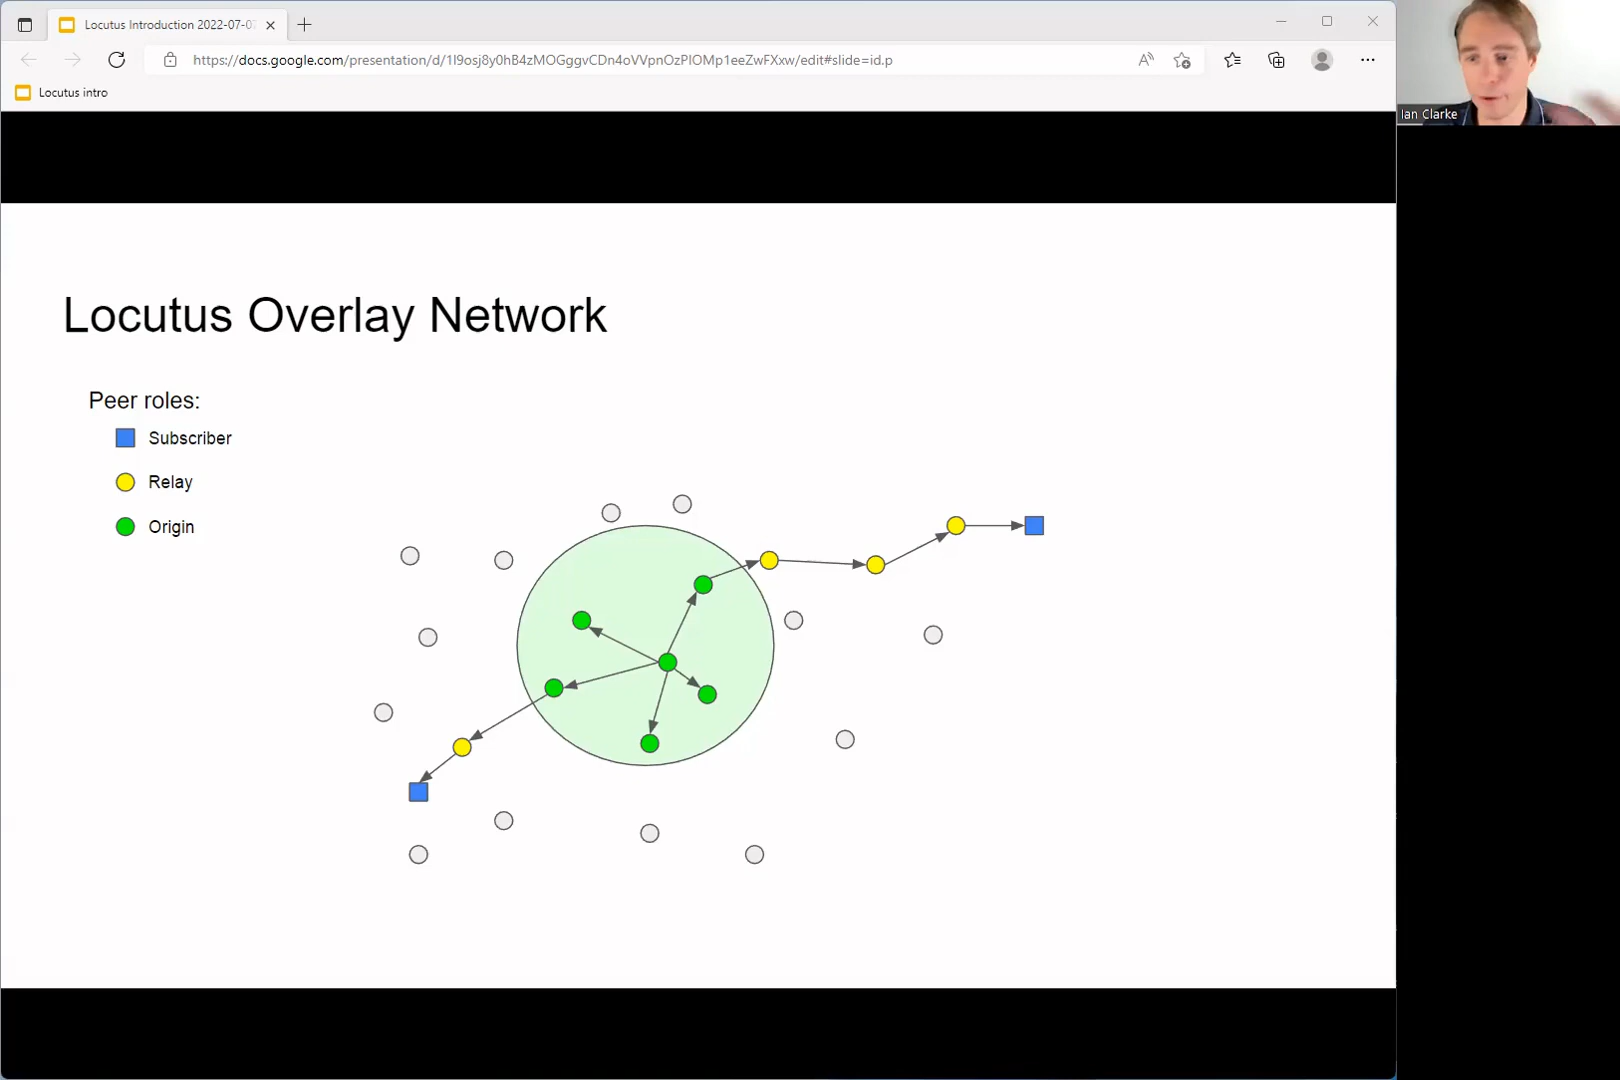 Locutus Introduction 2022-07-07
https://docs.google.com/presentation/d/1I9osj8y0hB4zMOGggvCDn4oVVpnOzPIOMp1eeZwFXxw/edit#slide=id.p
Locutus intro
Ian Clarke
Locutus Overlay Network
Peer roles:
Subscriber
Relay
Origin